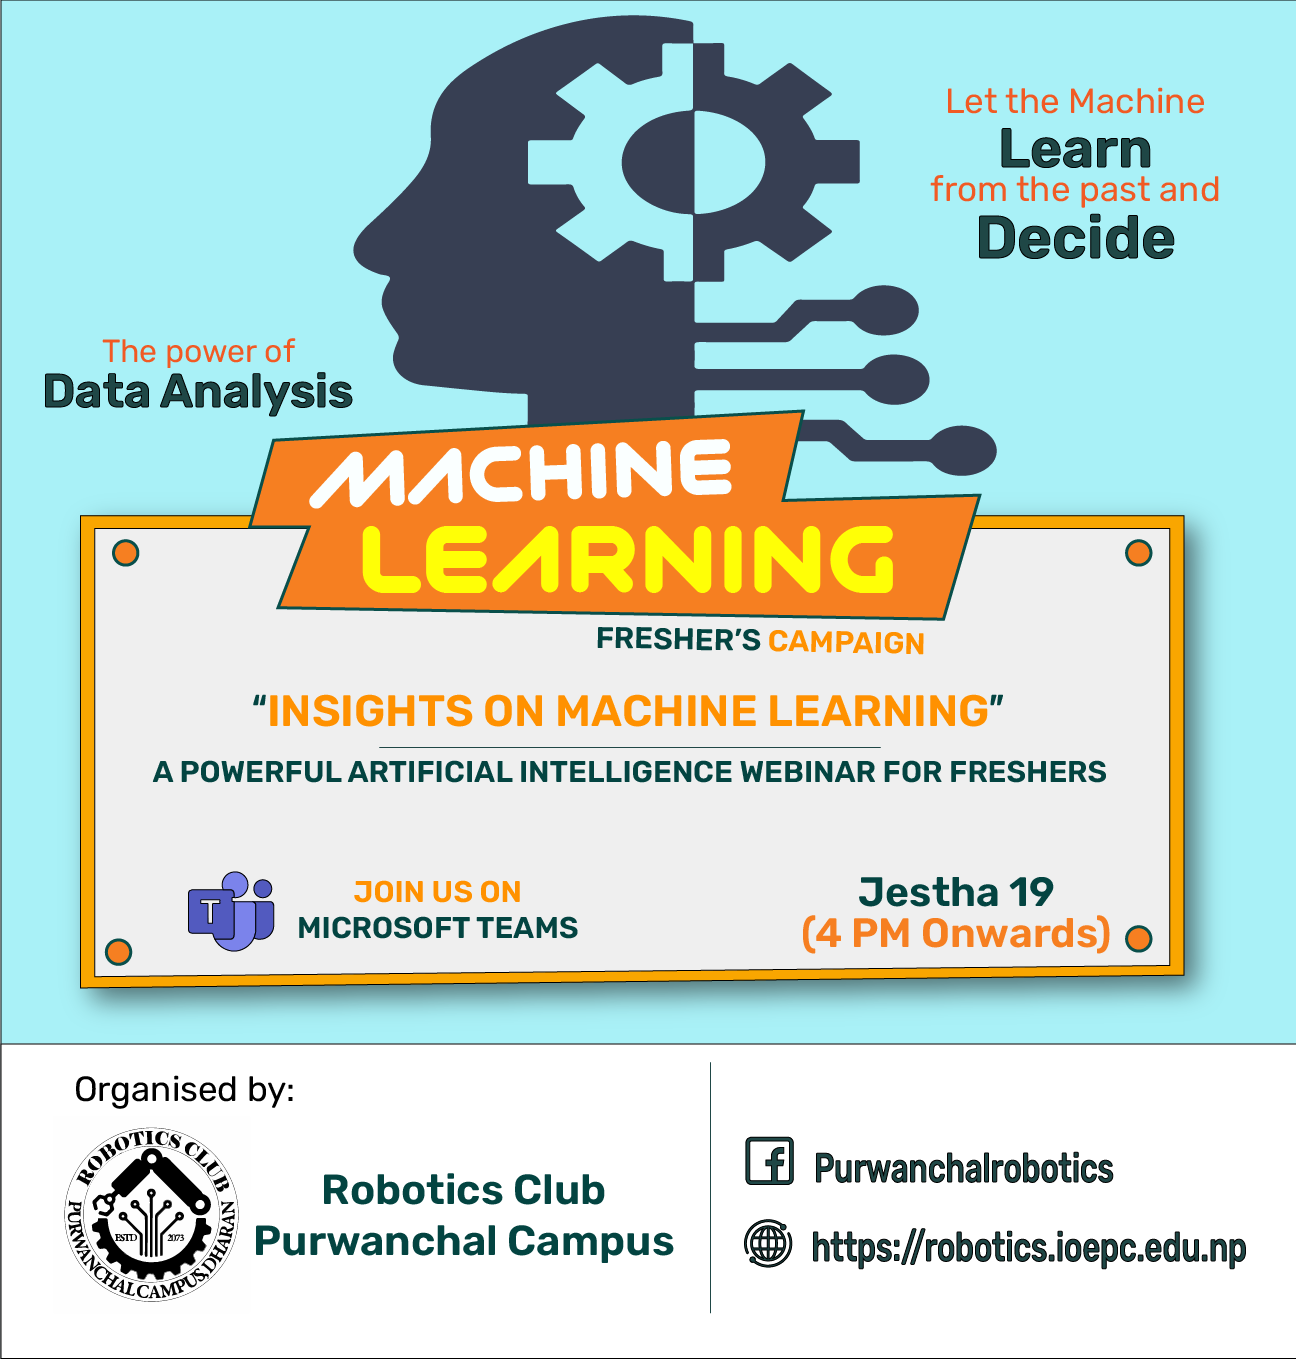 Let the Machine
Learn
from the past and
Decide
The power of
Data Analysis
MACHINE
LEARNING
FRESHER’S CAMPAIGN
“INSIGHTS ON MACHINE LEARNING”
A POWERFUL ARTIFICIAL INTELLIGENCE WEBINAR FOR FRESHERS
T
JOIN US ON
MICROSOFT TEAMS
Jestha 19
(4 PM Onwards)
Organised by:
ROBOTICS CLUB
ESTD 2073
PURWANCHAL CAMPUS, DHARAN
Robotics Club
Purwanchal Campus
Purwanchalrobotics
https://robotics.ioepc.edu.np